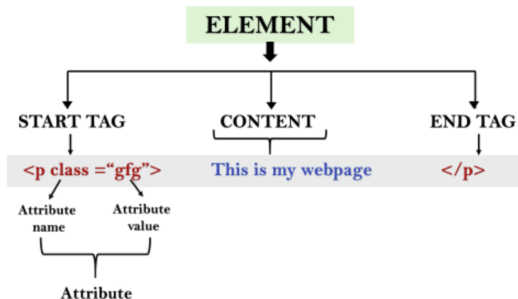 ELEMENT
START TAG
CONTENT
END TAG
<p class =“gfg”>
This is my webpage
</p>
Attribute
name
Attribute
value
Attribute